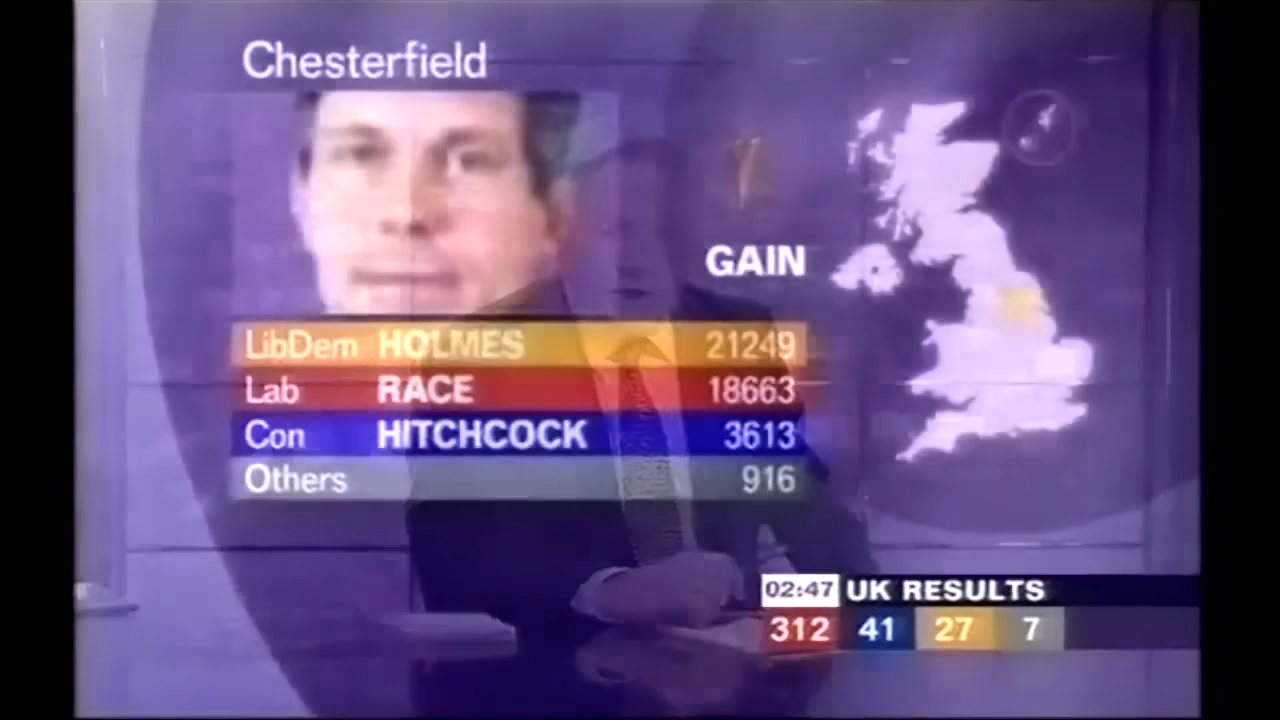 Chesterfield
GAIN
LibDem HOLMES 21249
Lab RACE 18663
Con HITCHCOCK 3613
Others 916
02:47 UK RESULTS
312 41 27 7